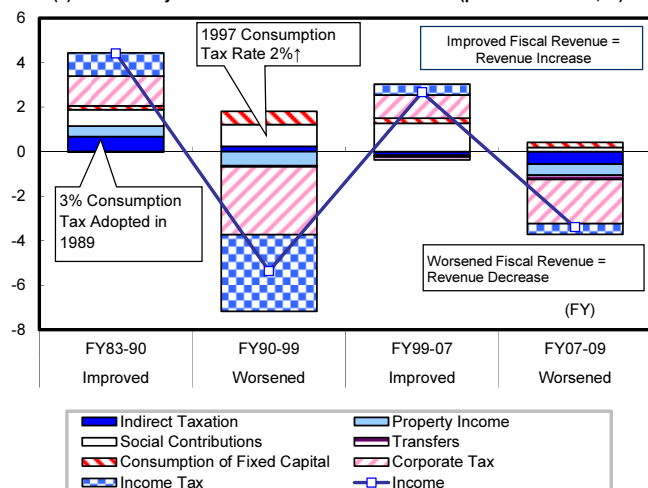 6
4
2
0
-2
-4
-6
-8
1997 Consumption
Tax Rate 2%↑
Improved Fiscal Revenue =
Revenue Increase
3% Consumption
Tax Adopted in
1989
Worsened Fiscal Revenue =
Revenue Decrease
(FY)
FY83-90 FY90-99 FY99-07 FY07-09
Improved Worsened Improved Worsened
Indirect Taxation Property Income
Social Contributions Transfers
Consumption of Fixed Capital Corporate Tax
Income Tax Income